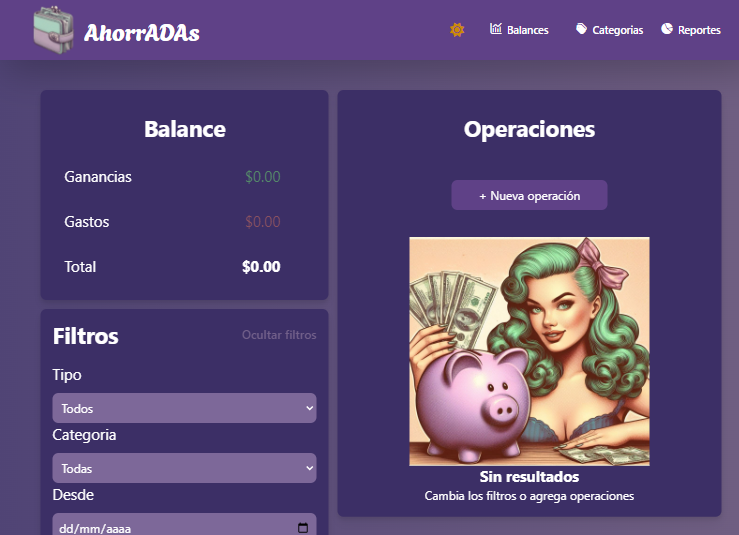 AhorrADAs
Balances
Categorias
Reportes
Balance
Ganancias $0.00
Gastos $0.00
Total $0.00
Filtros Ocultar filtros
Tipo
Todos
Categoria
Todas
Desde
dd/mm/aaaa
Operaciones
+ Nueva operación
Sin resultados
Cambia los filtros o agrega operaciones